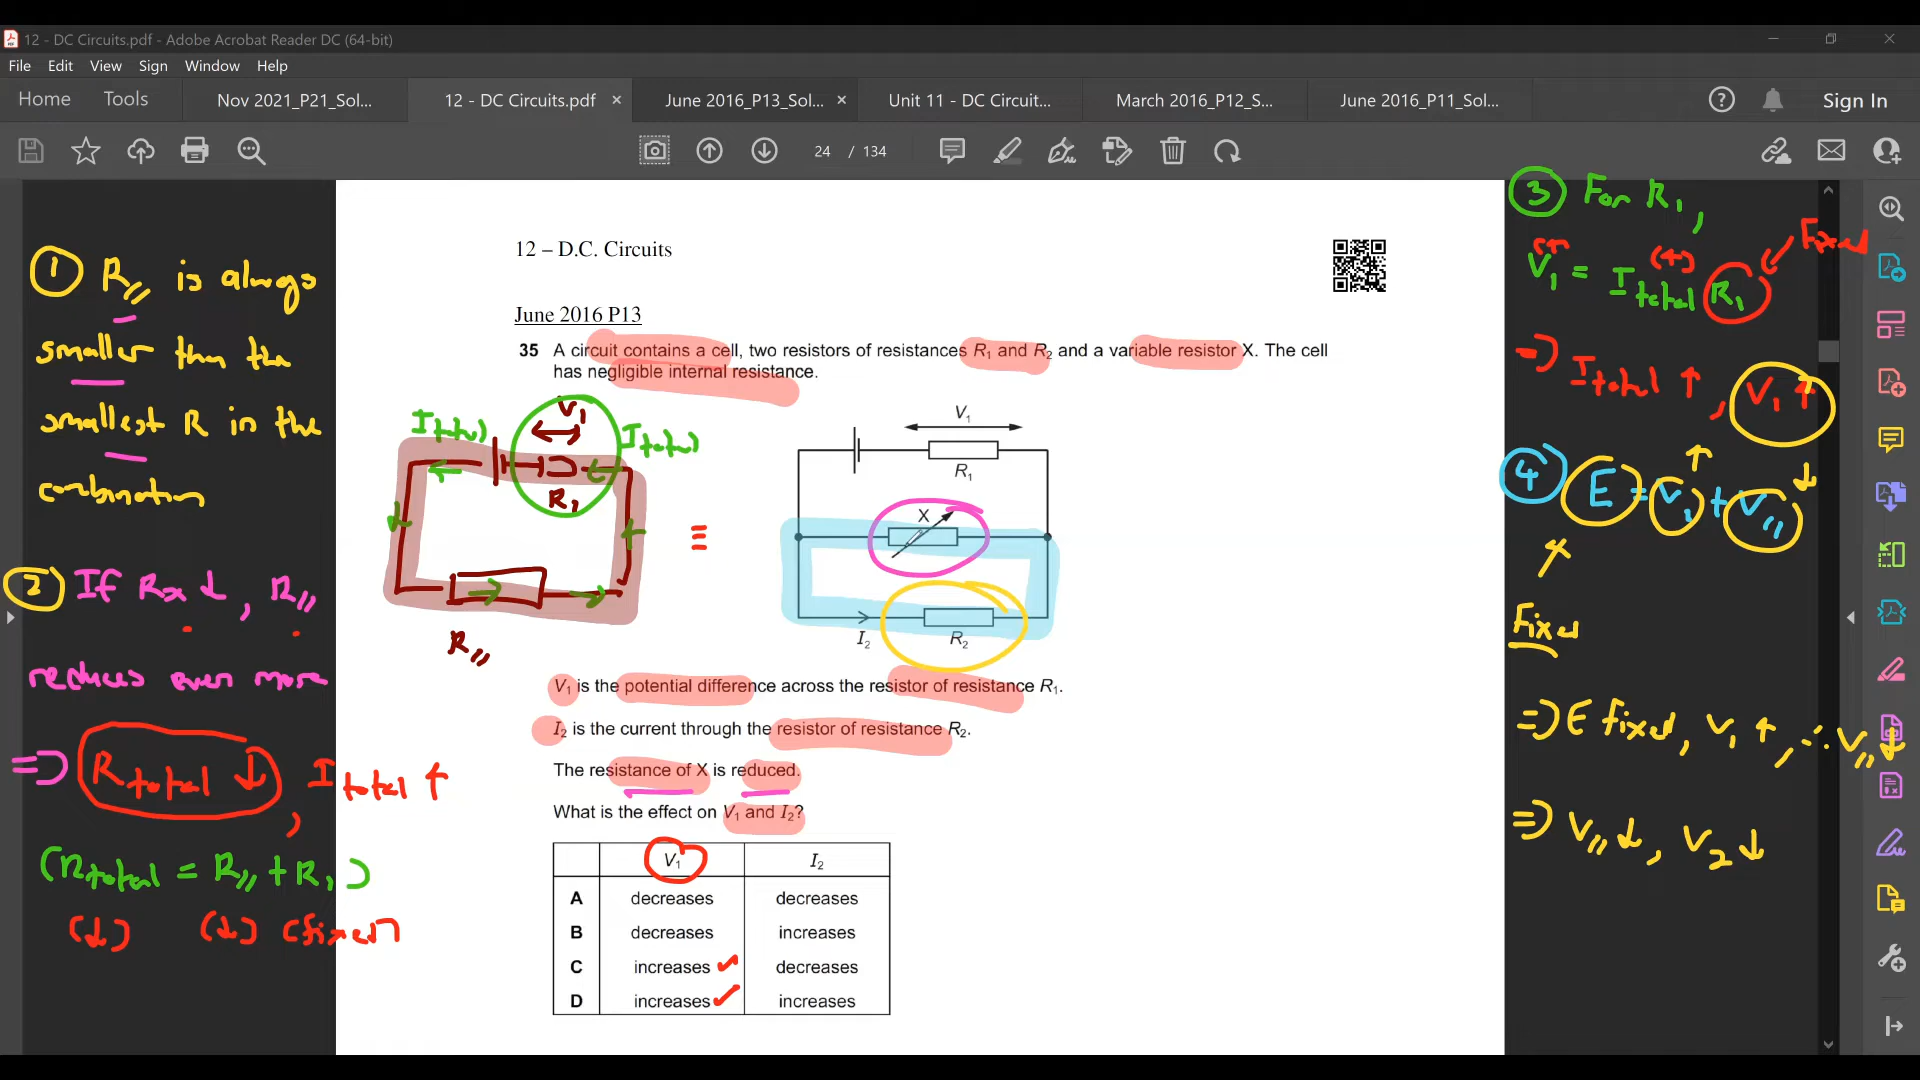 12 - DC Circuits.pdf - Adobe Acrobat Reader DC (64-bit)
File Edit View Sign Window Help
Home Tools Nov 2021_P21_Sol... 12 - DC Circuits.pdf × June 2016_P13_Sol... × Unit 11 - DC Circuit... March 2016_P12_S... June 2016_P11_Sol... Sign In
24 / 134
① R// is always
smaller than the
smallest R in the
combination
② If Rx ↓, R//
reduces even more
⇒ Rtotal ↓, Itotal ↑
(Rtotal = R// + R1)
(↓) (↓) (fixed)
12 – D.C. Circuits
June 2016 P13
35 A circuit contains a cell, two resistors of resistances R1 and R2 and a variable resistor X. The cell
has negligible internal resistance.
V1
Itotal Itotal
R1
R//
≡
V1
R1
X
I2 R2
V1 is the potential difference across the resistor of resistance R1.
I2 is the current through the resistor of resistance R2.
The resistance of X is reduced.
What is the effect on V1 and I2?
V1 I2
A decreases decreases
B decreases increases
C increases ✓ decreases
D increases ✓ increases
③ For R1,
Fixed
(↑) (↑)
V1 = Itotal R1
⇒ Itotal ↑, V1 ↑
↑ ↓
④ E = V1 + V//
↑
Fixed
⇒ E fixed, V1 ↑, ∴ V// ↓
⇒ V// ↓, V2 ↓